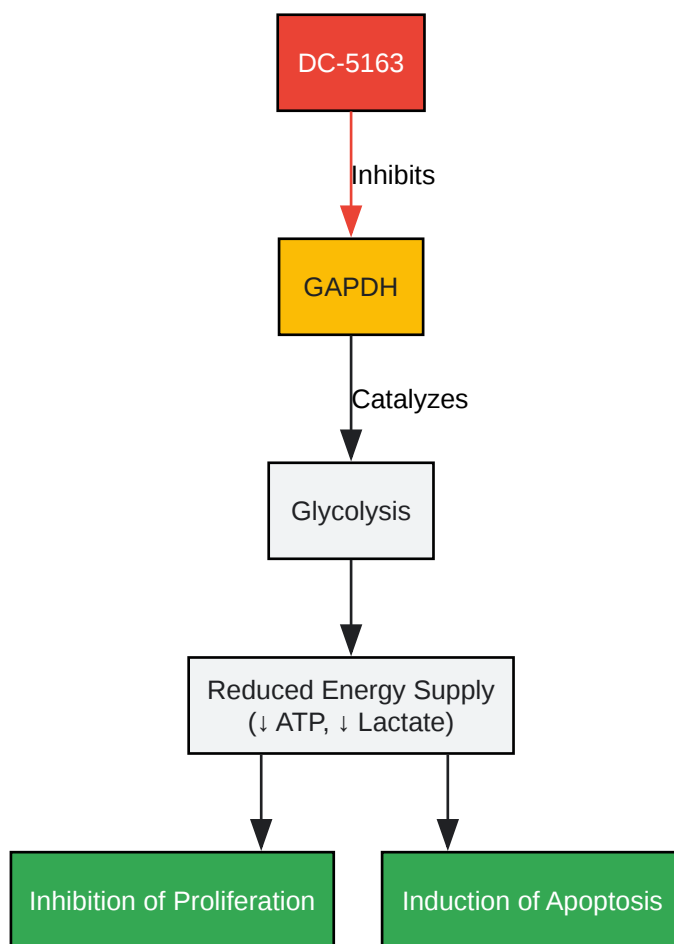 DC-5163
Inhibits
GAPDH
Catalyzes
Glycolysis
Reduced Energy Supply
(↓ ATP, ↓ Lactate)
Inhibition of Proliferation
Induction of Apoptosis